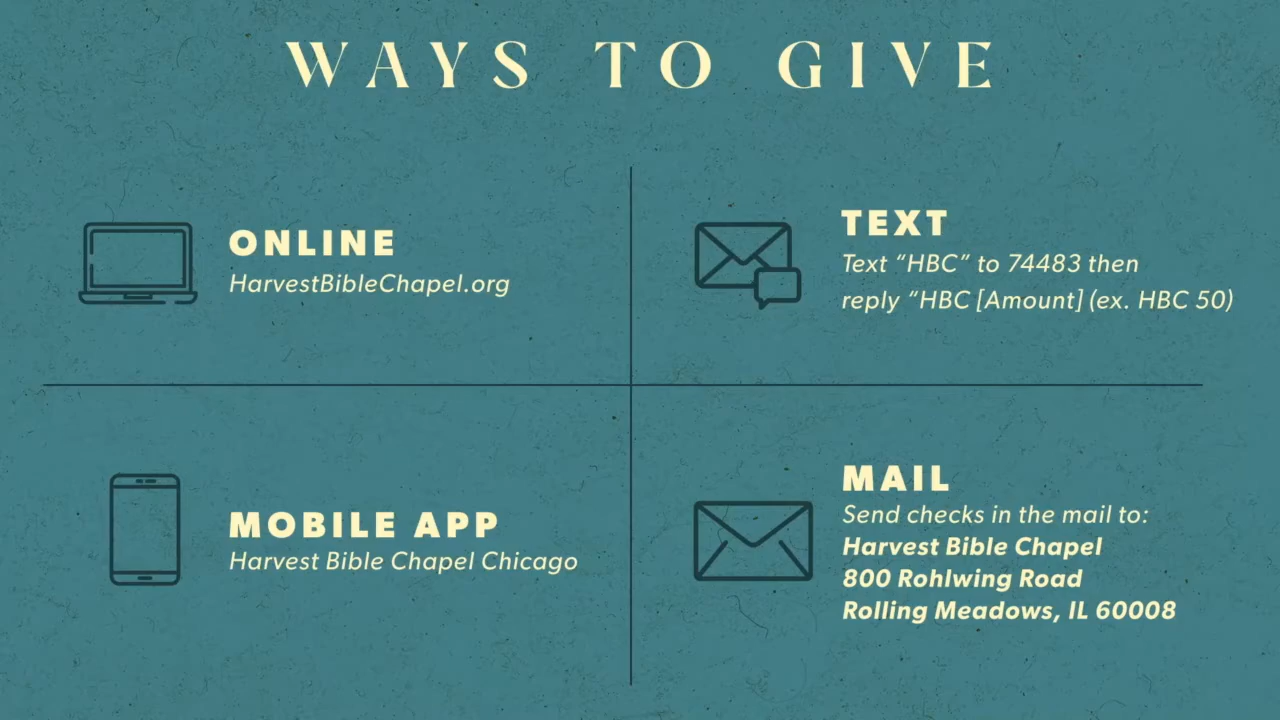 WAYS TO GIVE
ONLINE
HarvestBibleChapel.org
TEXT
Text “HBC” to 74483 then
reply “HBC [Amount] (ex. HBC 50)
MOBILE APP
Harvest Bible Chapel Chicago
MAIL
Send checks in the mail to:
Harvest Bible Chapel
800 Rohlwing Road
Rolling Meadows, IL 60008